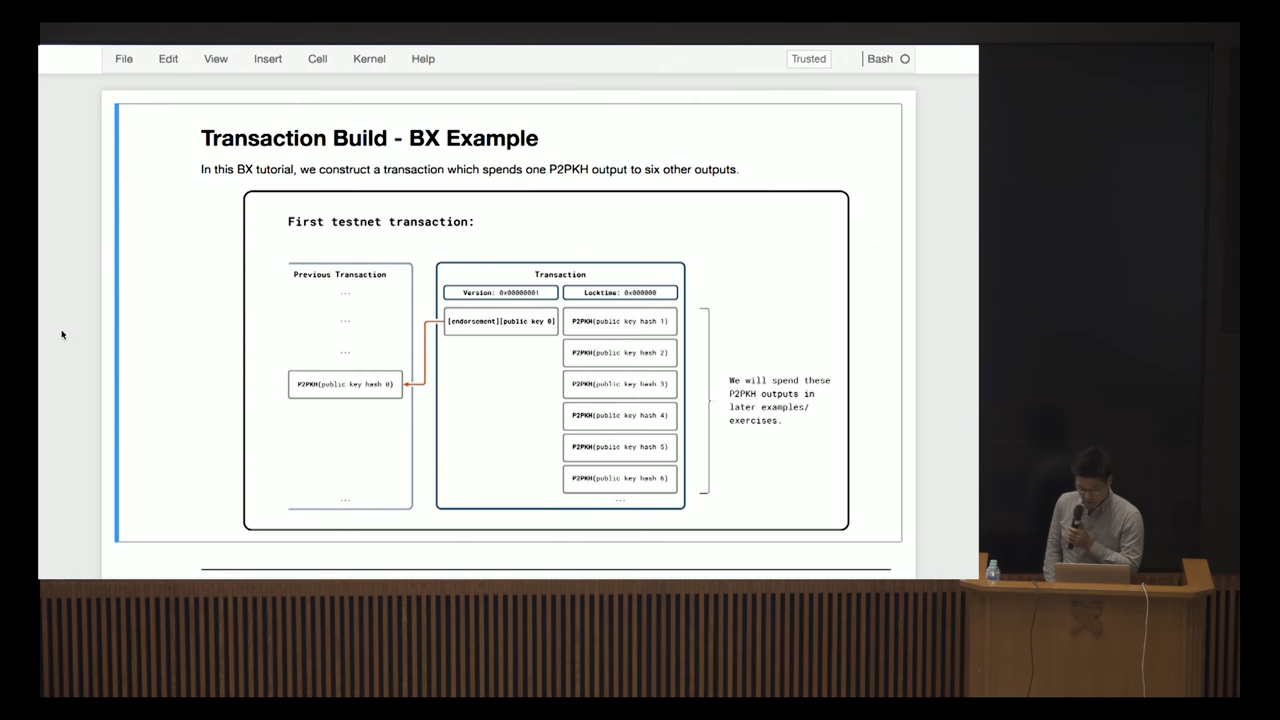 File Edit View Insert Cell Kernel Help Trusted Bash
Transaction Build - BX Example
In this BX tutorial, we construct a transaction which spends one P2PKH output to six other outputs.
First testnet transaction:
Previous Transaction
...
...
...
P2PKH(public key hash 0)
...
Transaction
Version: 0x00000001 Locktime: 0x000000
[endorsement][public key 0]
P2PKH(public key hash 1)
P2PKH(public key hash 2)
P2PKH(public key hash 3)
P2PKH(public key hash 4)
P2PKH(public key hash 5)
P2PKH(public key hash 6)
...
We will spend these
P2PKH outputs in
later examples/
exercises.